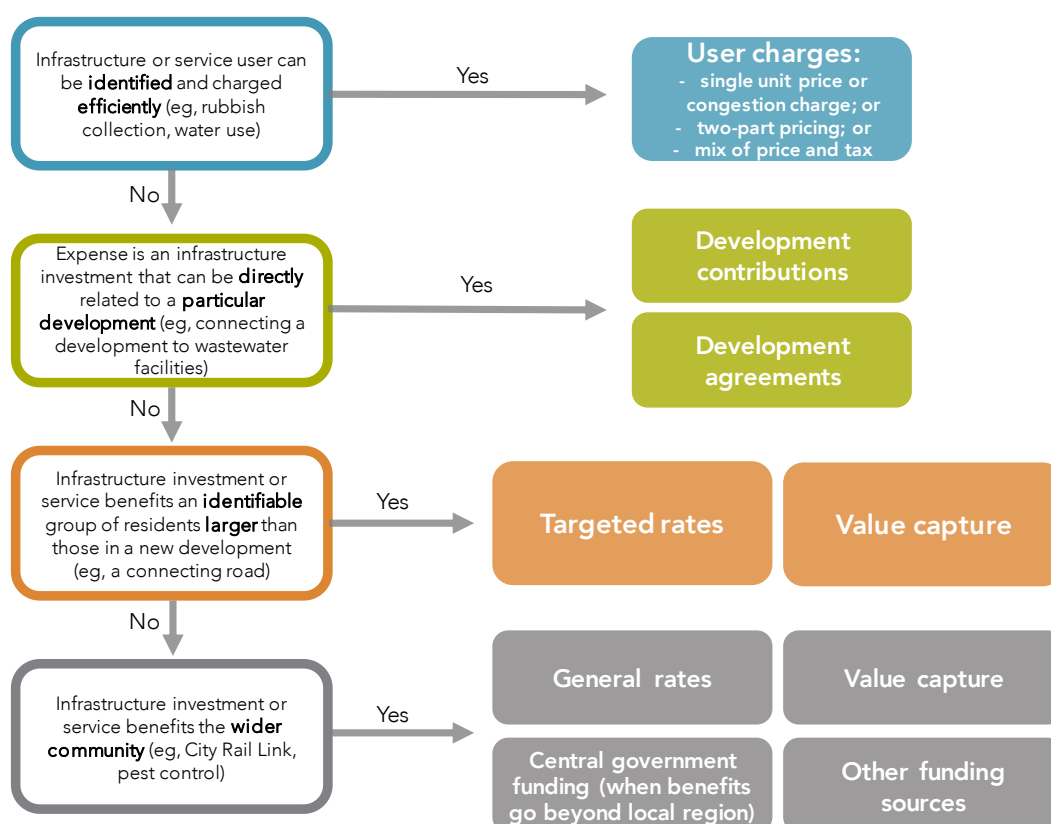 Infrastructure or service user can
be identified and charged
efficiently (eg, rubbish
collection, water use)
Yes
User charges:
- single unit price or
congestion charge; or
- two-part pricing; or
- mix of price and tax
No
Expense is an infrastructure
investment that can be directly
related to a particular
development (eg, connecting a
development to wastewater
facilities)
Yes
Development
contributions
Development
agreements
No
Infrastructure investment or
service benefits an identifiable
group of residents larger than
those in a new development
(eg, a connecting road)
Yes
Targeted rates
Value capture
No
Infrastructure investment or
service benefits the wider
community (eg, City Rail Link,
pest control)
Yes
General rates
Value capture
Central government
funding (when benefits
go beyond local region)
Other funding
sources